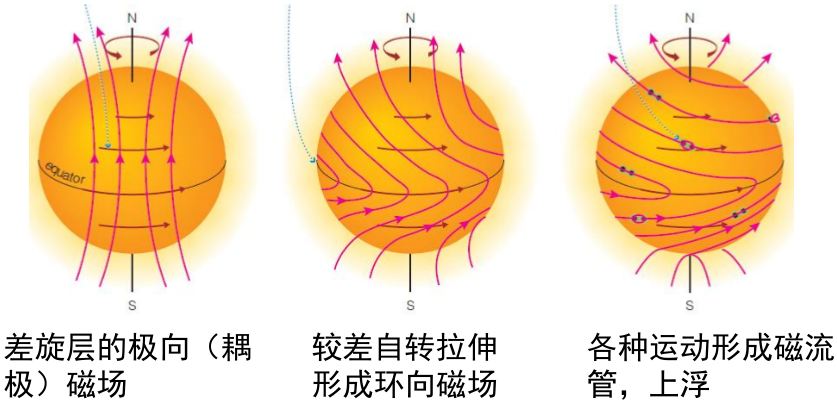 N
N
N
equator
S
S
S
差旋层的极向（耦
极）磁场
较差自转拉伸
形成环向磁场
各种运动形成磁流
管，上浮